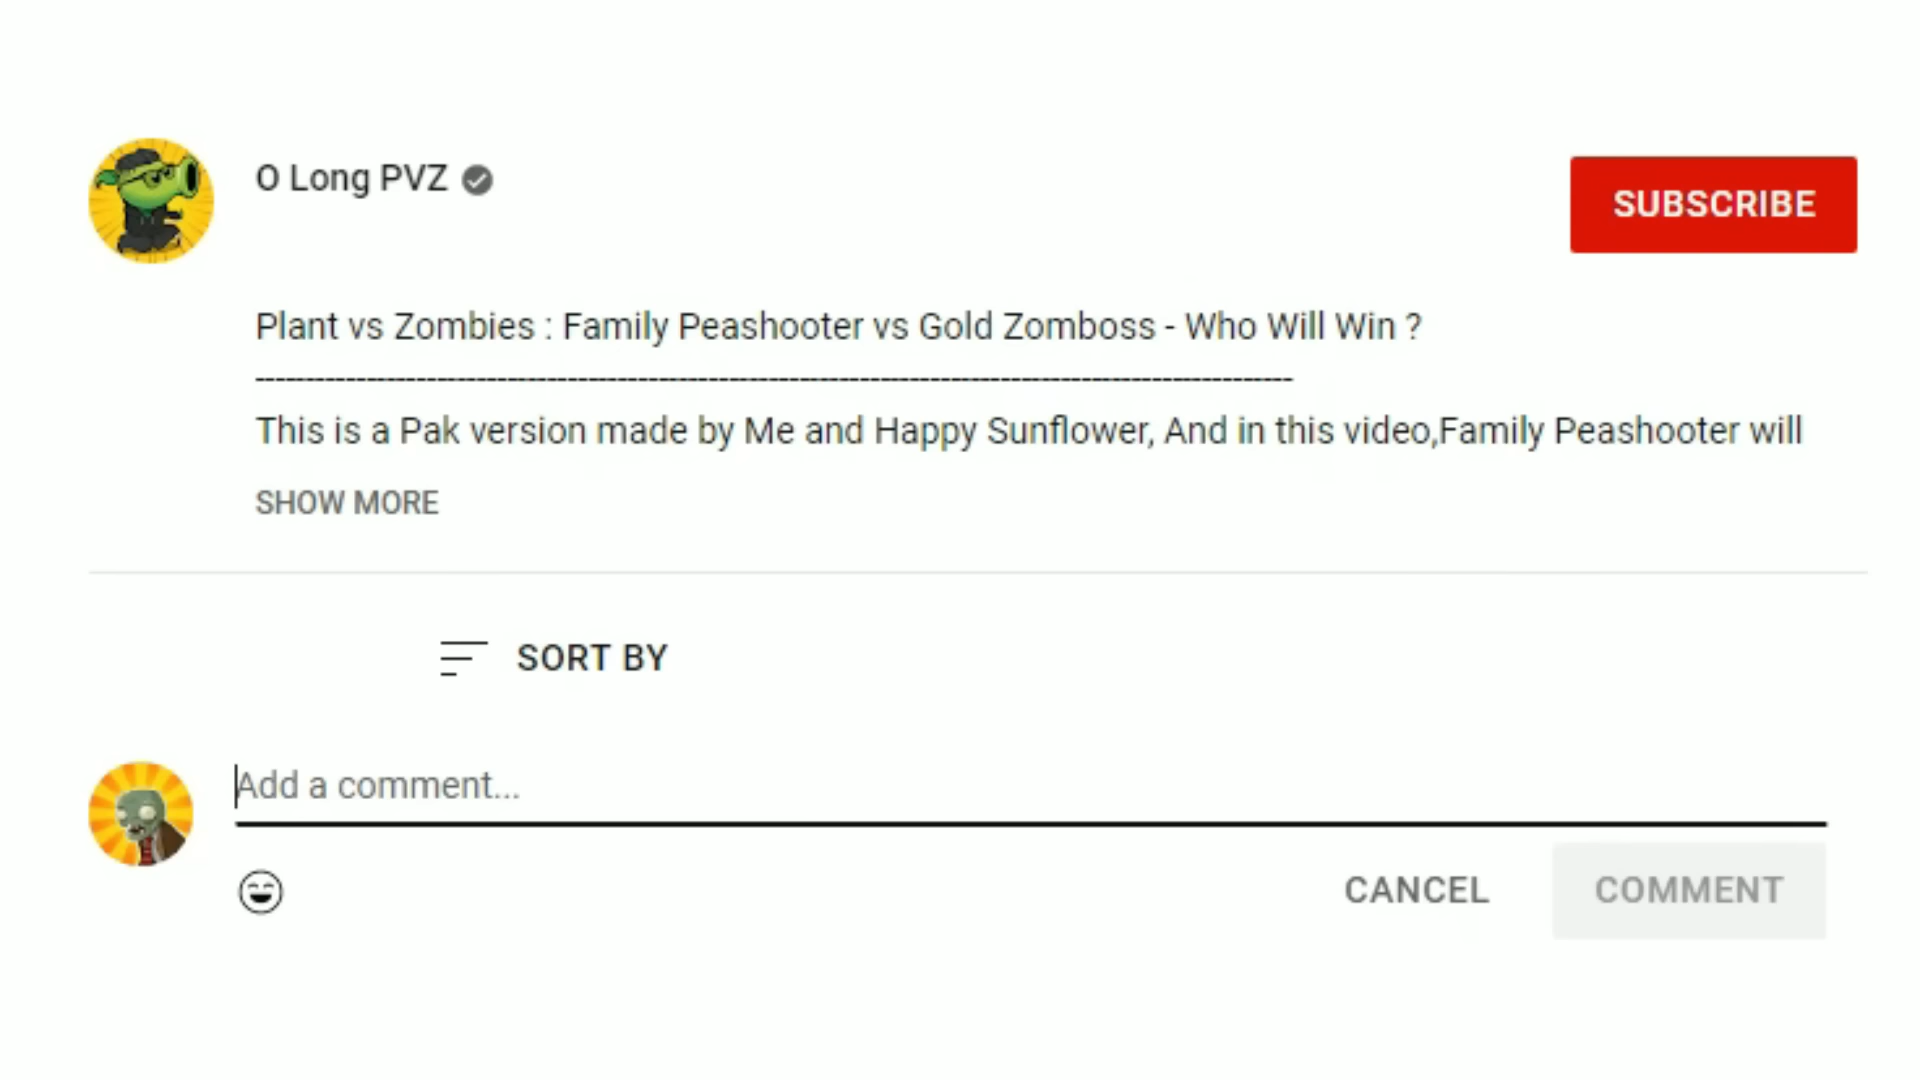 O Long PVZ
SUBSCRIBE
Plant vs Zombies : Family Peashooter vs Gold Zomboss - Who Will Win ?
---------------------------------------------------------------------------------------------------------
This is a Pak version made by Me and Happy Sunflower, And in this video,Family Peashooter will
SHOW MORE
SORT BY
Add a comment...
CANCEL
COMMENT